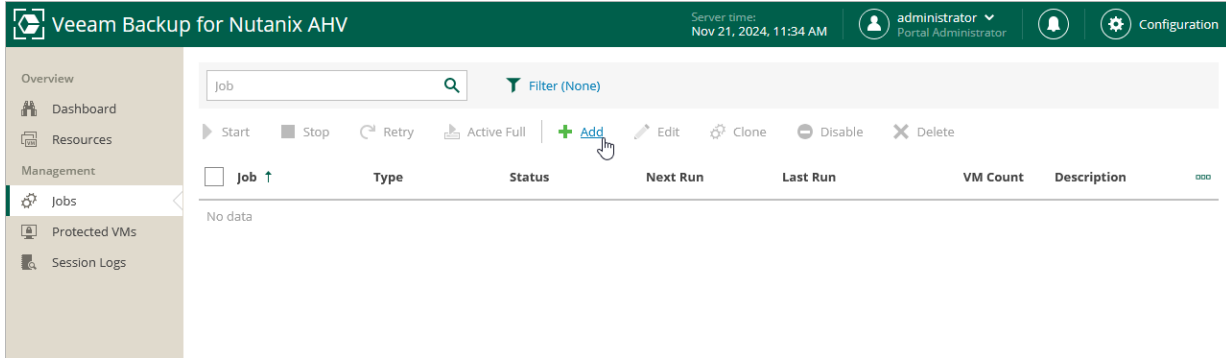 Veeam Backup for Nutanix AHV
Server time:
Nov 21, 2024, 11:34 AM
administrator
Portal Administrator
Configuration
Overview
Dashboard
Resources
Management
Jobs
Protected VMs
Session Logs
Job
Filter (None)
Start Stop Retry Active Full Add Edit Clone Disable Delete
Job Type Status Next Run Last Run VM Count Description
No data